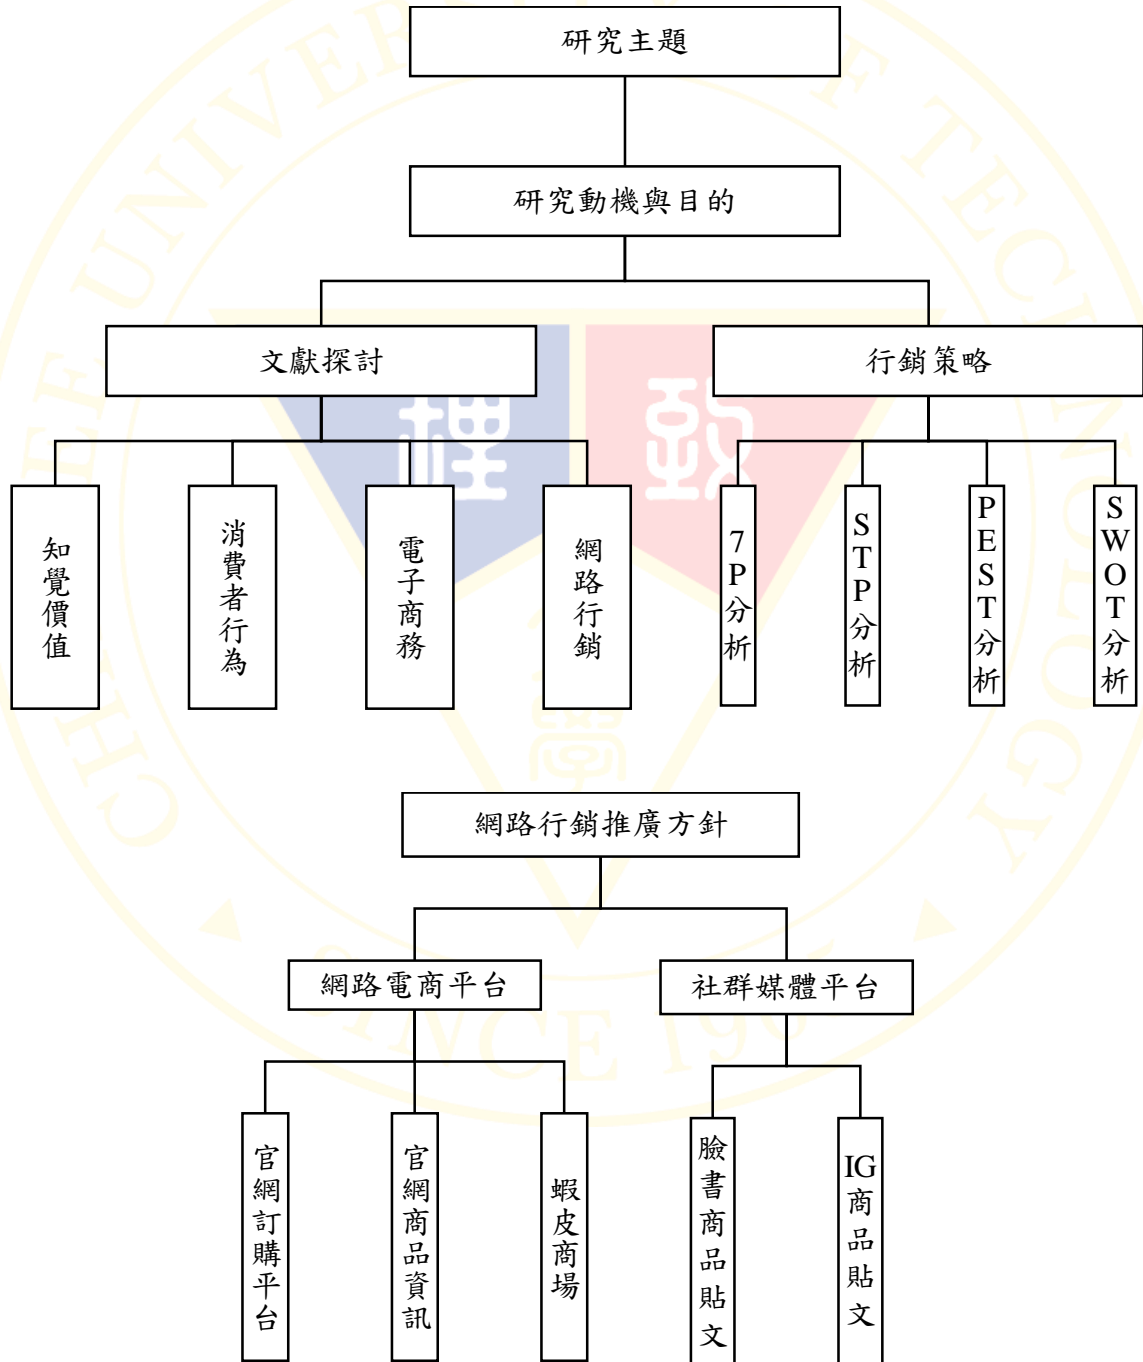 研究主題
研究動機與目的
文獻探討
行銷策略
知覺價值
消費者行為
電子商務
網路行銷
7P分析
STP分析
PEST分析
SWOT分析
網路行銷推廣方針
網路電商平台
社群媒體平台
官網訂購平台
官網商品資訊
蝦皮商場
臉書商品貼文
IG商品貼文